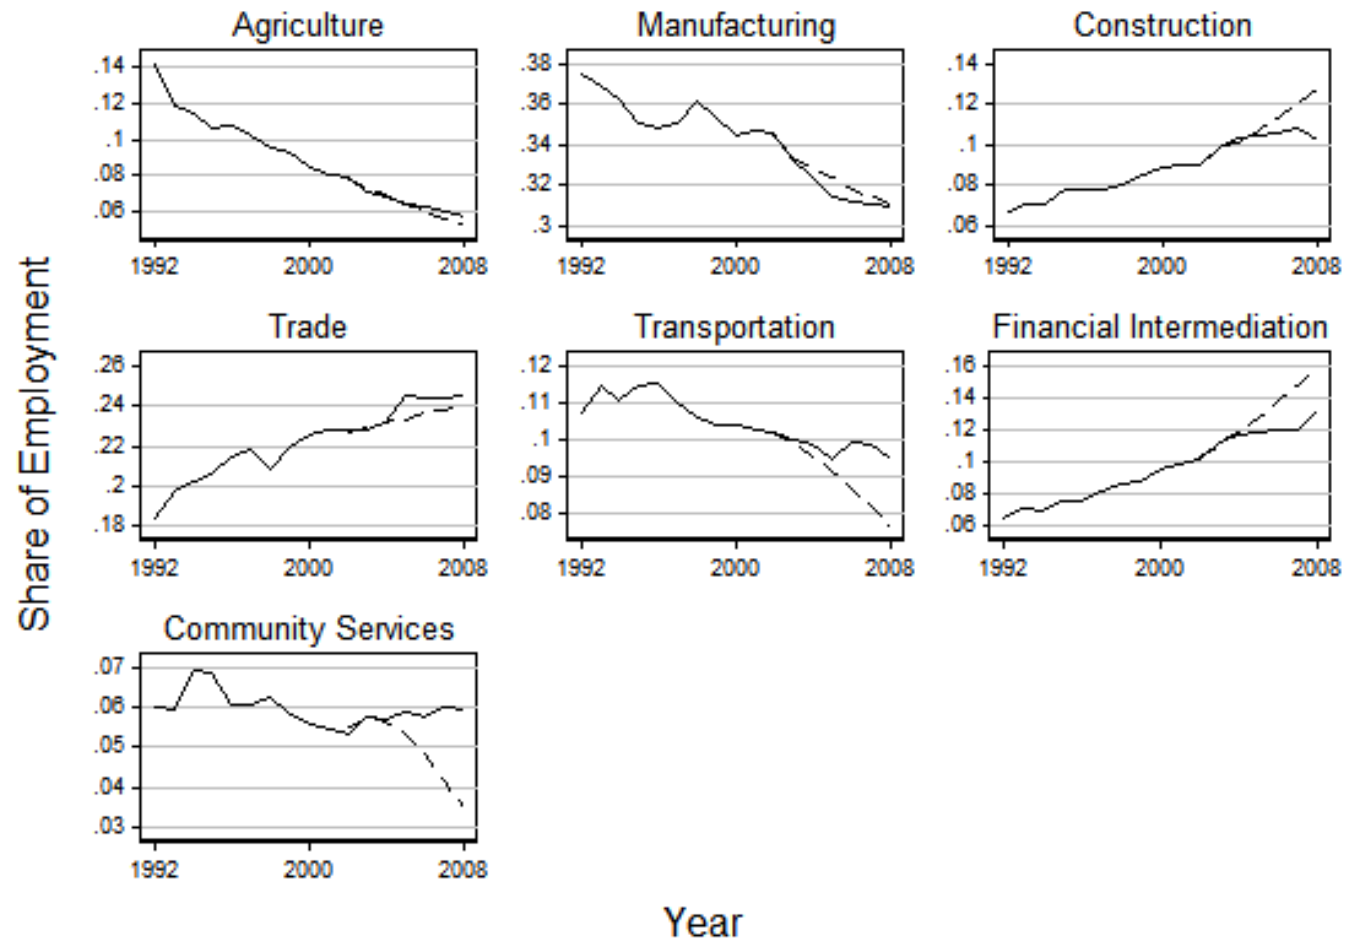 Agriculture
.14
.12
.1
.08
.06
1992 2000 2008
Manufacturing
.38
.36
.34
.32
.3
1992 2000 2008
Construction
.14
.12
.1
.08
.06
1992 2000 2008
Trade
.26
.24
.22
.2
.18
1992 2000 2008
Transportation
.12
.11
.1
.09
.08
1992 2000 2008
Financial Intermediation
.16
.14
.12
.1
.08
.06
1992 2000 2008
Community Services
.07
.06
.05
.04
.03
1992 2000 2008
Share of Employment
Year